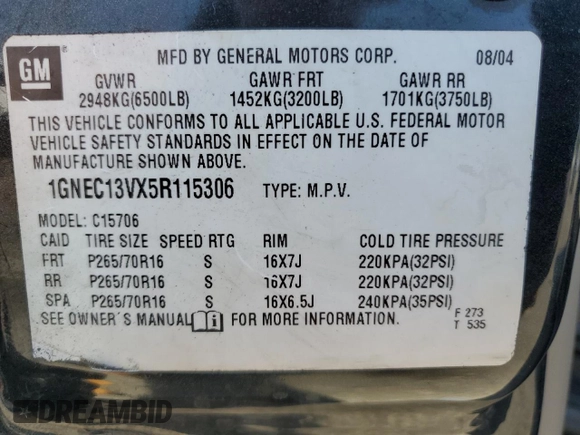 GM
MFD BY GENERAL MOTORS CORP. 08/04
GVWR GAWR FRT GAWR RR
2948KG(6500LB) 1452KG(3200LB) 1701KG(3750LB)
THIS VEHICLE CONFORMS TO ALL APPLICABLE U.S. FEDERAL MOTOR
VEHICLE SAFETY STANDARDS IN EFFECT ON THE DATE OF
MANUFACTURE SHOWN ABOVE.
1GNEC13VX5R115306 TYPE: M.P.V.
MODEL: C15706
CAID TIRE SIZE SPEED RTG RIM COLD TIRE PRESSURE
FRT P265/70R16 S 16X7J 220KPA(32PSI)
RR P265/70R16 S 16X7J 220KPA(32PSI)
SPA P265/70R16 S 16X6.5J 240KPA(35PSI)
SEE OWNER'S MANUAL i FOR MORE INFORMATION.
F 273
T 535
DREAMBID